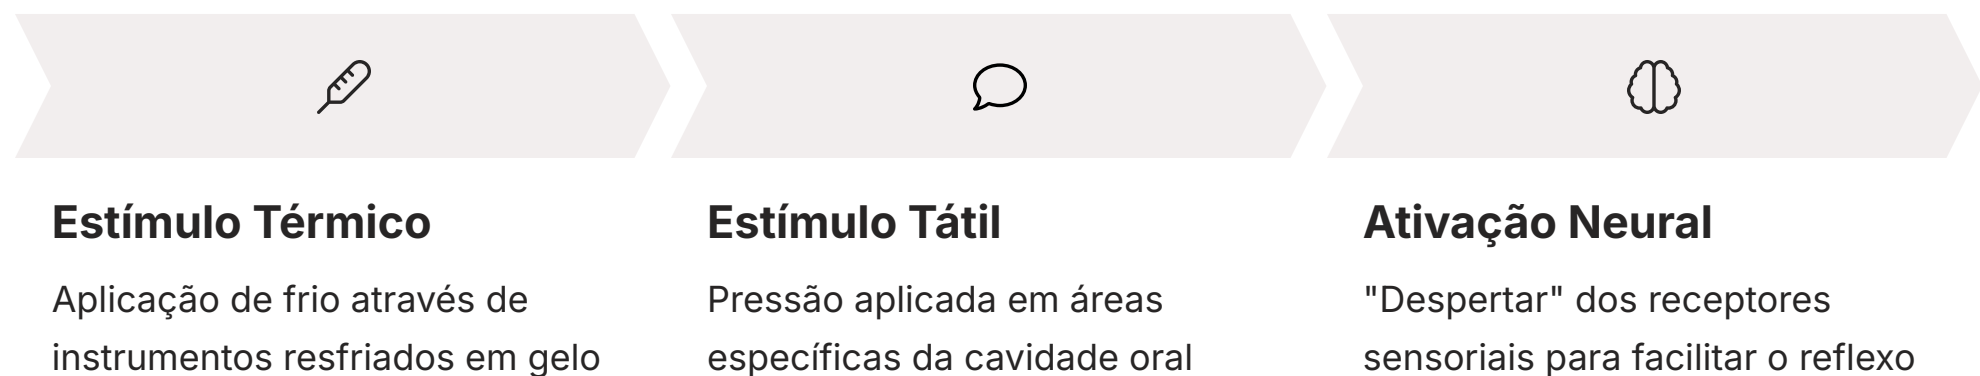 Estímulo Térmico
Aplicação de frio através de
instrumentos resfriados em gelo
Estímulo Tátil
Pressão aplicada em áreas
específicas da cavidade oral
Ativação Neural
"Despertar" dos receptores
sensoriais para facilitar o reflexo